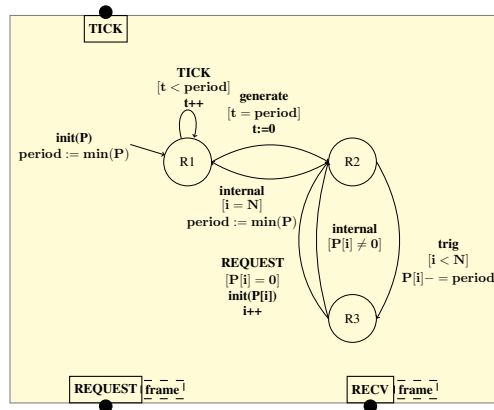 TICK
TICK
[t < period]
t++
generate
[t = period]
t:=0
init(P)
period := min(P)
R1
R2
internal
[i = N]
period := min(P)
internal
[P[i] ≠ 0]
trig
[i < N]
P[i]− = period
REQUEST
[P[i] = 0]
init(P[i])
i++
R3
REQUEST frame
RECV frame